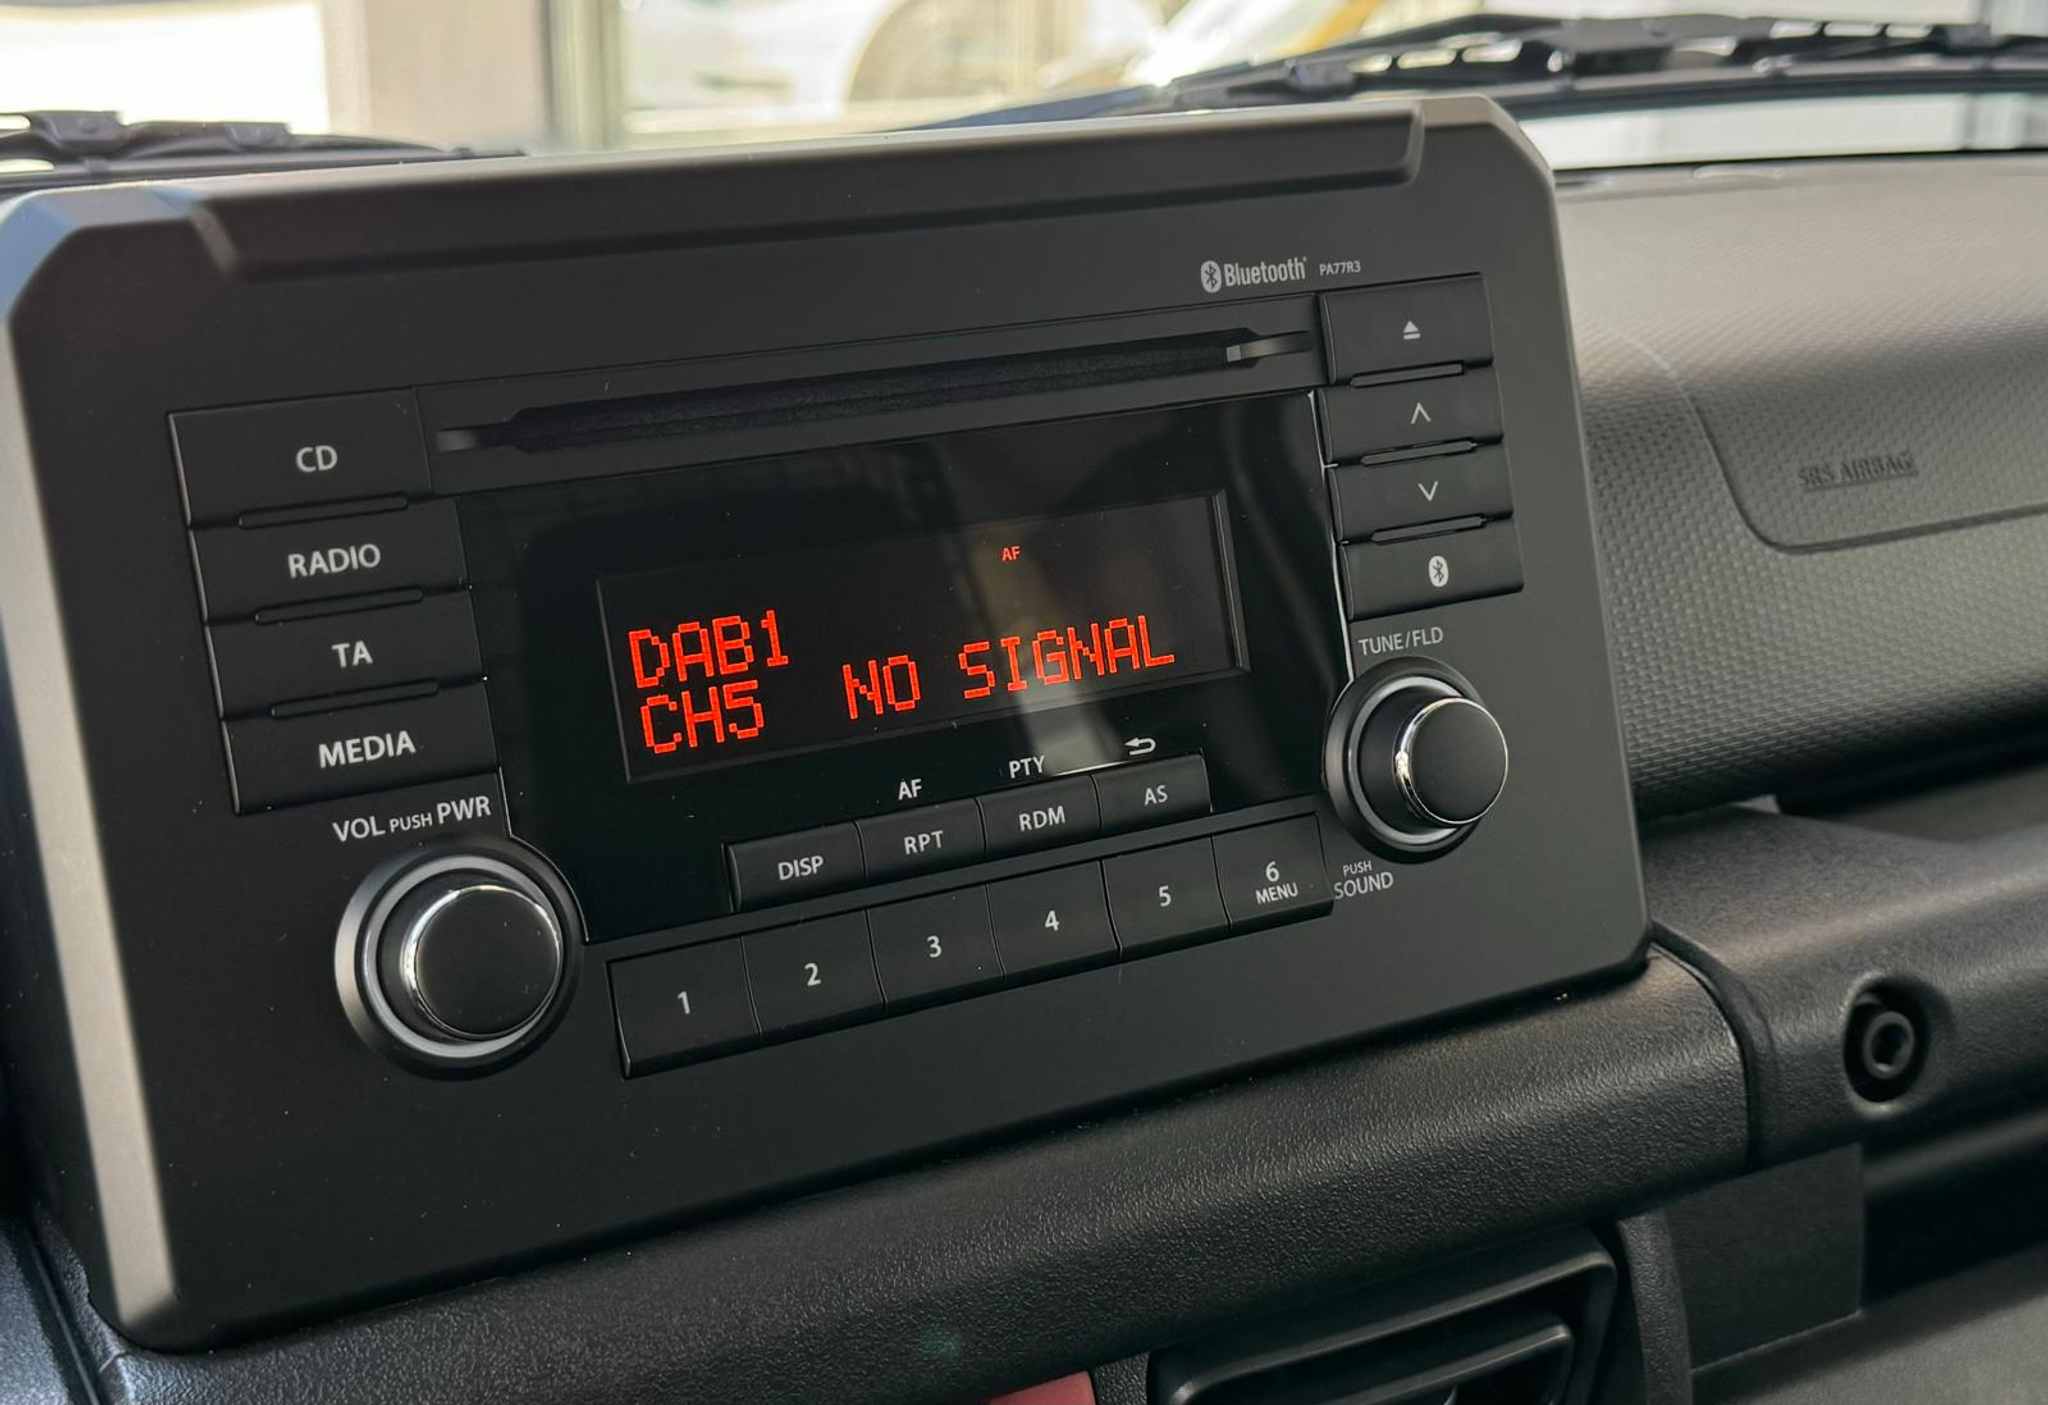 Bluetooth® PA77R3
CD
RADIO
TA
MEDIA
VOL PUSH PWR
AF
DAB1
CH5 NO SIGNAL
AF
PTY
DISP
RPT
RDM
AS
1
2
3
4
5
6
MENU
TUNE/FLD
PUSH
SOUND
SRS AIRBAG